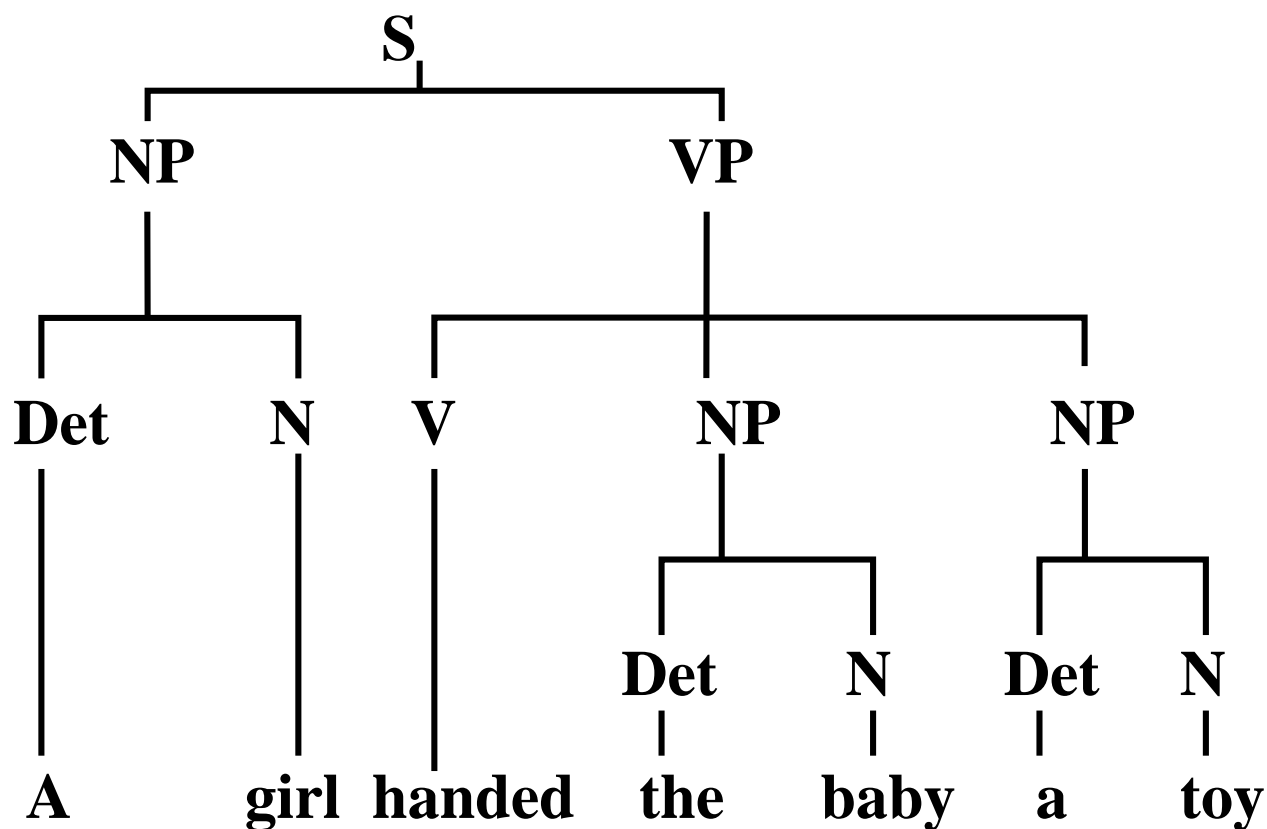 S
NP VP
Det N V NP NP
Det N Det N
A girl handed the baby a toy